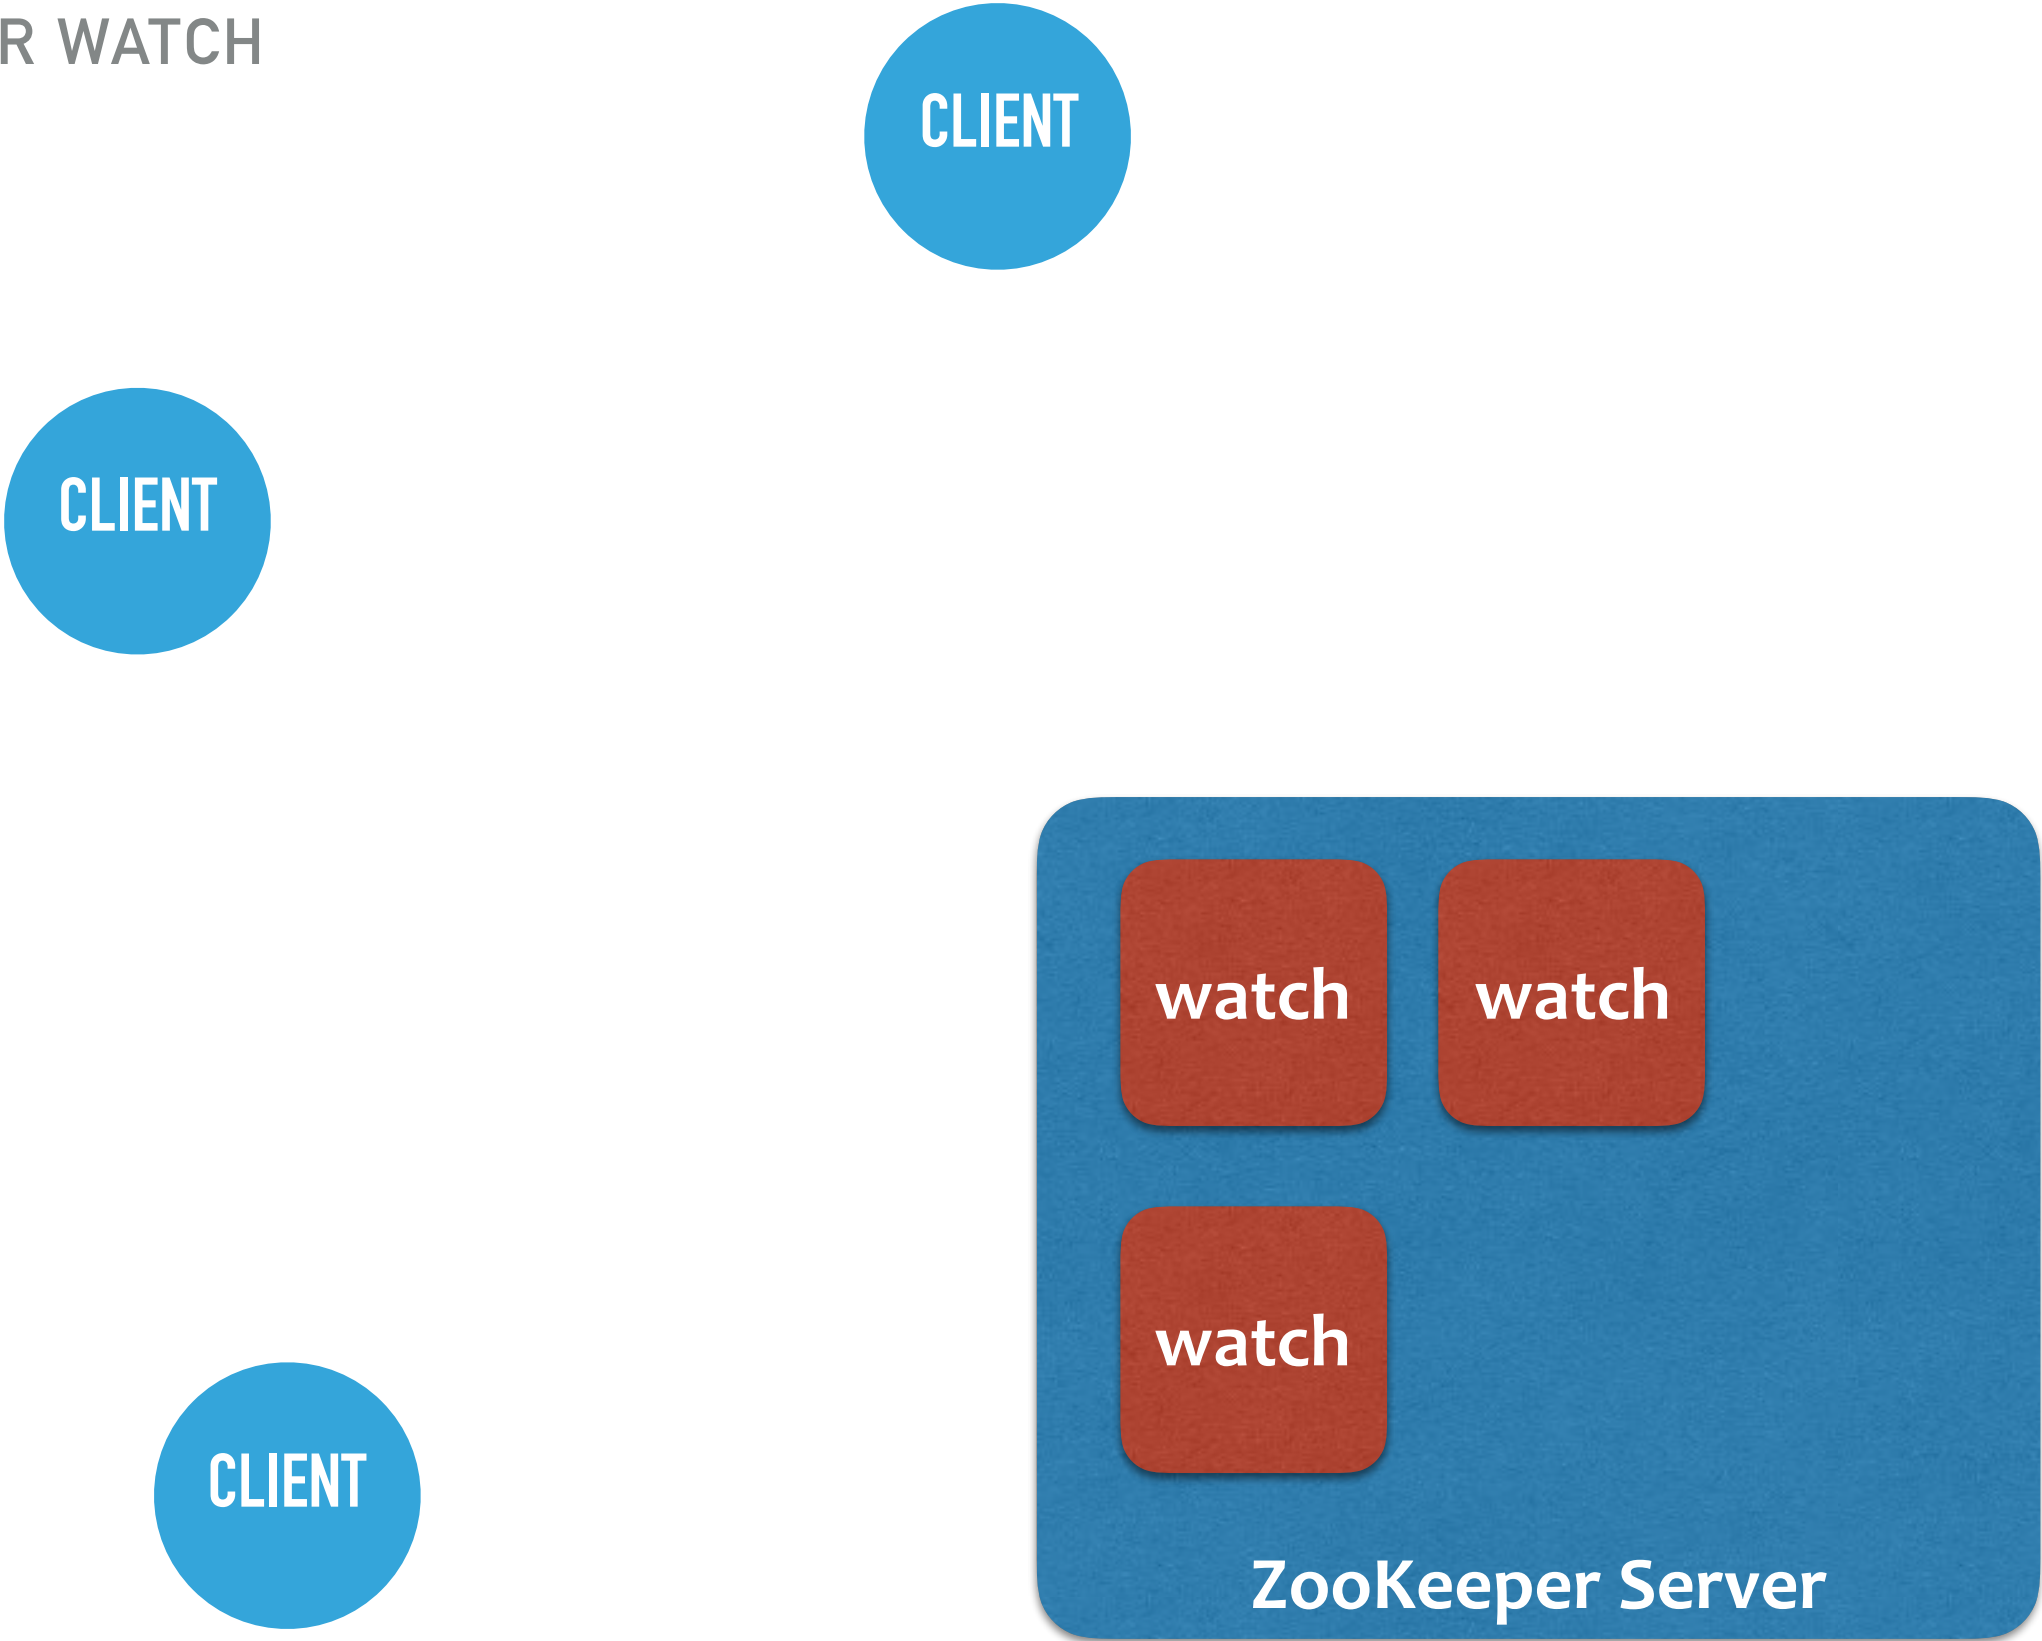 R WATCH
CLIENT
CLIENT
watch watch
watch
CLIENT
ZooKeeper Server